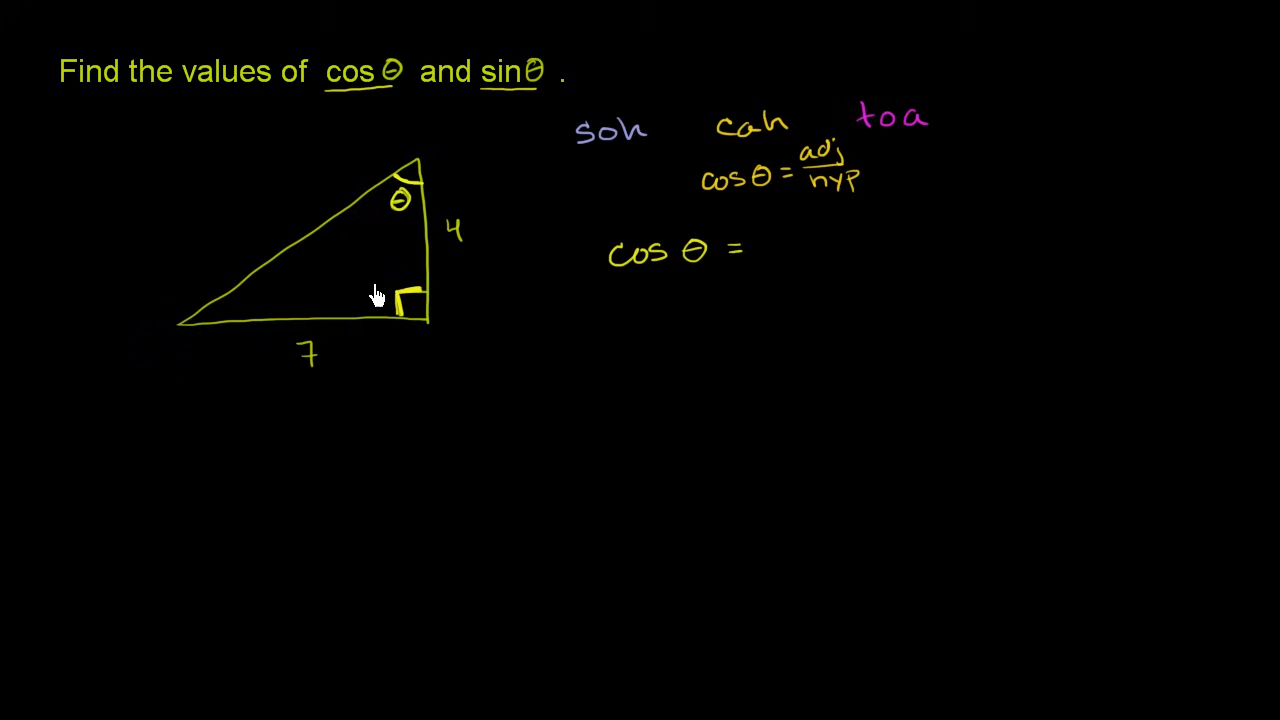 Find the values of cos θ and sin θ .
soh cah toa
cos θ = adj/hyp
θ
4
cos θ =
7